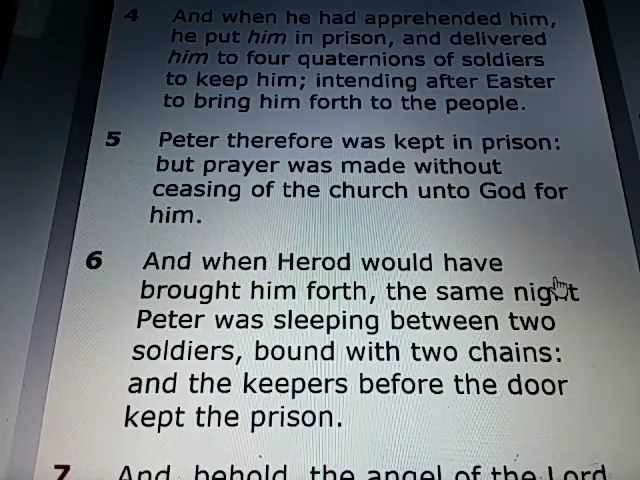 4 And when he had apprehended him,
he put him in prison, and delivered
him to four quaternions of soldiers
to keep him; intending after Easter
to bring him forth to the people.
5 Peter therefore was kept in prison:
but prayer was made without
ceasing of the church unto God for
him.
6 And when Herod would have
brought him forth, the same night
Peter was sleeping between two
soldiers, bound with two chains:
and the keepers before the door
kept the prison.
7 And, behold, the angel of the Lord